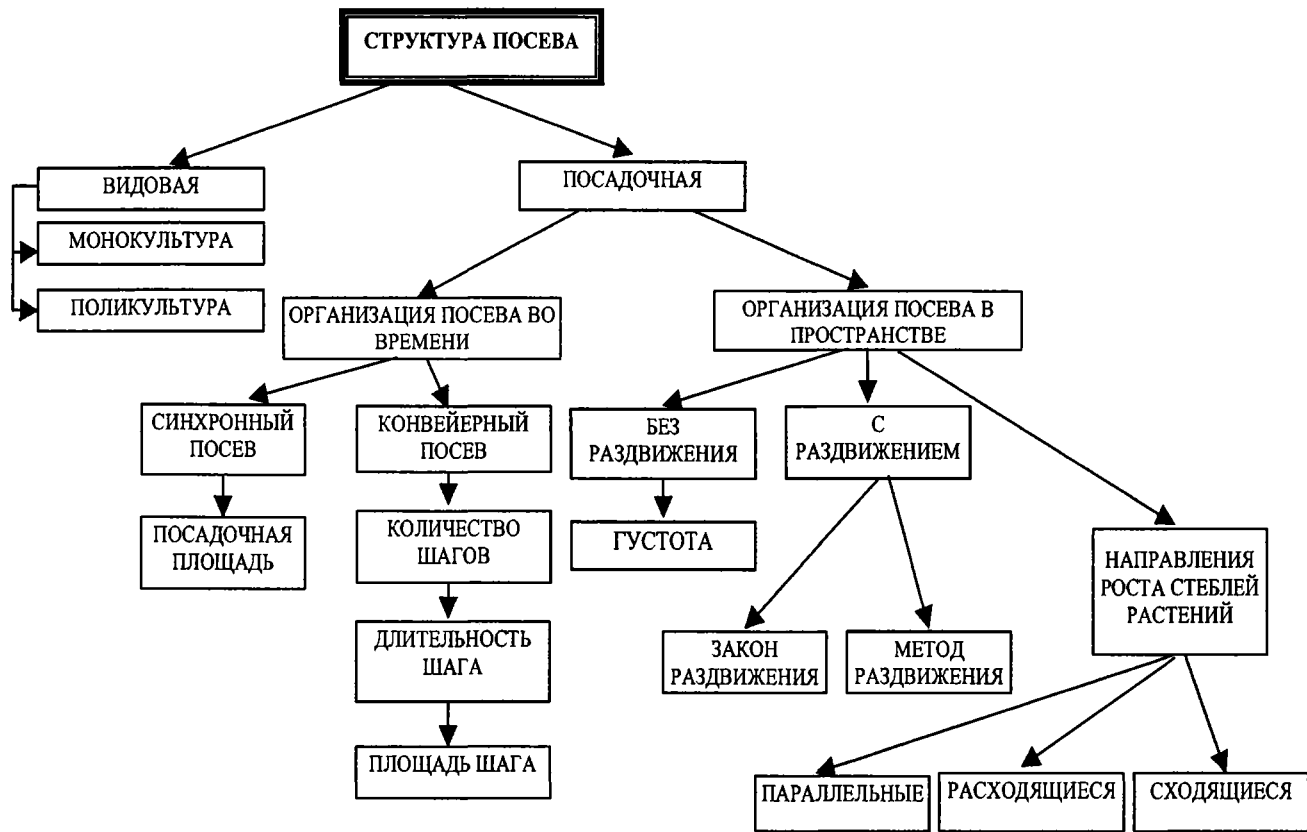 СТРУКТУРА ПОСЕВА
ВИДОВАЯ
ПОСАДОЧНАЯ
МОНОКУЛЬТУРА
ПОЛИКУЛЬТУРА
ОРГАНИЗАЦИЯ ПОСЕВА ВО
ВРЕМЕНИ
ОРГАНИЗАЦИЯ ПОСЕВА В
ПРОСТРАНСТВЕ
СИНХРОННЫЙ
ПОСЕВ
КОНВЕЙЕРНЫЙ
ПОСЕВ
БЕЗ
РАЗДВИЖЕНИЯ
С
РАЗДВИЖЕНИЕМ
ПОСАДОЧНАЯ
ПЛОЩАДЬ
КОЛИЧЕСТВО
ШАГОВ
ГУСТОТА
НАПРАВЛЕНИЯ
РОСТА СТЕБЛЕЙ
РАСТЕНИЙ
ДЛИТЕЛЬНОСТЬ
ШАГА
ЗАКОН
РАЗДВИЖЕНИЯ
МЕТОД
РАЗДВИЖЕНИЯ
ПЛОЩАДЬ ШАГА
ПАРАЛЛЕЛЬНЫЕ
РАСХОДЯЩИЕСЯ
СХОДЯЩИЕСЯ